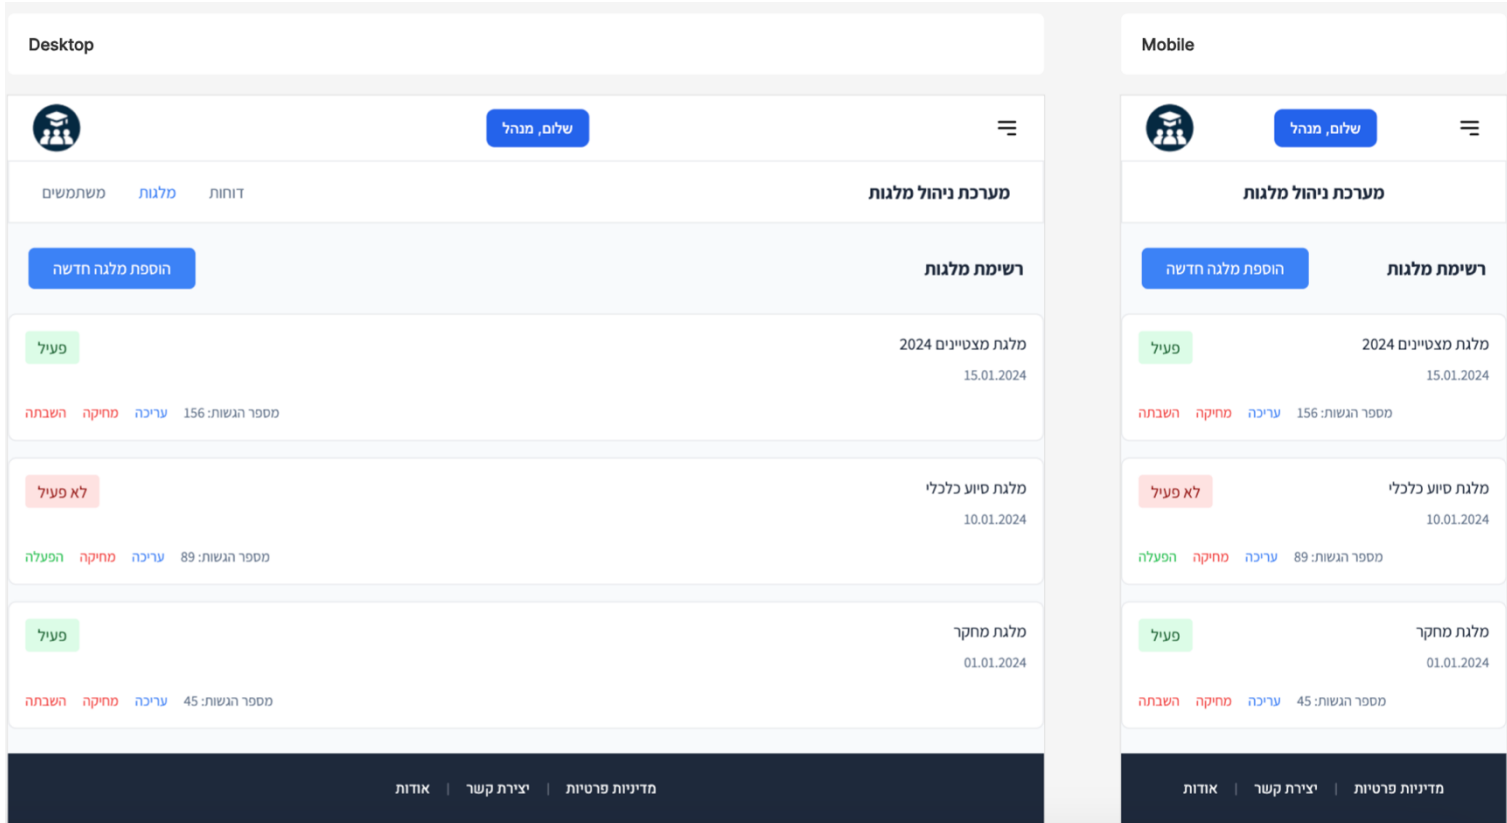 Desktop
שלום, מנהל
מערכת ניהול מלגות
דוחות מלגות משתמשים
רשימת מלגות
הוספת מלגה חדשה
מלגת מצטיינים 2024
פעיל
15.01.2024
מספר הגשות: 156 עריכה מחיקה השבתה
מלגת סיוע כלכלי
לא פעיל
10.01.2024
מספר הגשות: 89 עריכה מחיקה הפעלה
מלגת מחקר
פעיל
01.01.2024
מספר הגשות: 45 עריכה מחיקה השבתה
מדיניות פרטיות | יצירת קשר | אודות
Mobile
שלום, מנהל
מערכת ניהול מלגות
רשימת מלגות
הוספת מלגה חדשה
מלגת מצטיינים 2024
פעיל
15.01.2024
מספר הגשות: 156 עריכה מחיקה השבתה
מלגת סיוע כלכלי
לא פעיל
10.01.2024
מספר הגשות: 89 עריכה מחיקה הפעלה
מלגת מחקר
פעיל
01.01.2024
מספר הגשות: 45 עריכה מחיקה השבתה
מדיניות פרטיות | יצירת קשר | אודות